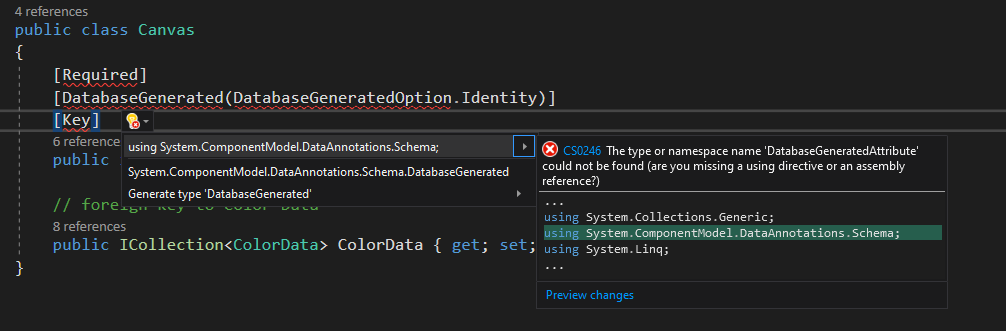 4 references
public class Canvas
{
[Required]
[DatabaseGenerated(DatabaseGeneratedOption.Identity)]
[Key]
using System.ComponentModel.DataAnnotations.Schema;
System.ComponentModel.DataAnnotations.Schema.DatabaseGenerated
Generate type 'DatabaseGenerated'
CS0246 The type or namespace name 'DatabaseGeneratedAttribute'
could not be found (are you missing a using directive or an assembly
reference?)
...
using System.Collections.Generic;
using System.ComponentModel.DataAnnotations.Schema;
using System.Linq;
...
Preview changes
6 reference
public
// foreign key to Color Data
8 references
public ICollection<ColorData> ColorData { get; set;
}